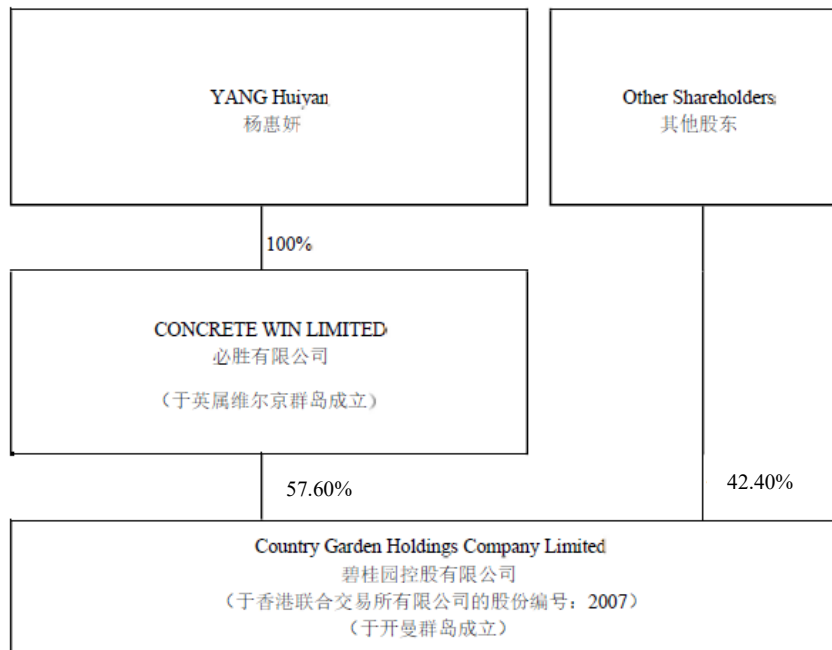 YANG Huiyan
杨惠妍
Other Shareholders
其他股东
100%
CONCRETE WIN LIMITED
必胜有限公司
（于英属维尔京群岛成立）
57.60%
42.40%
Country Garden Holdings Company Limited
碧桂园控股有限公司
（于香港联合交易所有限公司的股份编号：2007）
（于开曼群岛成立）